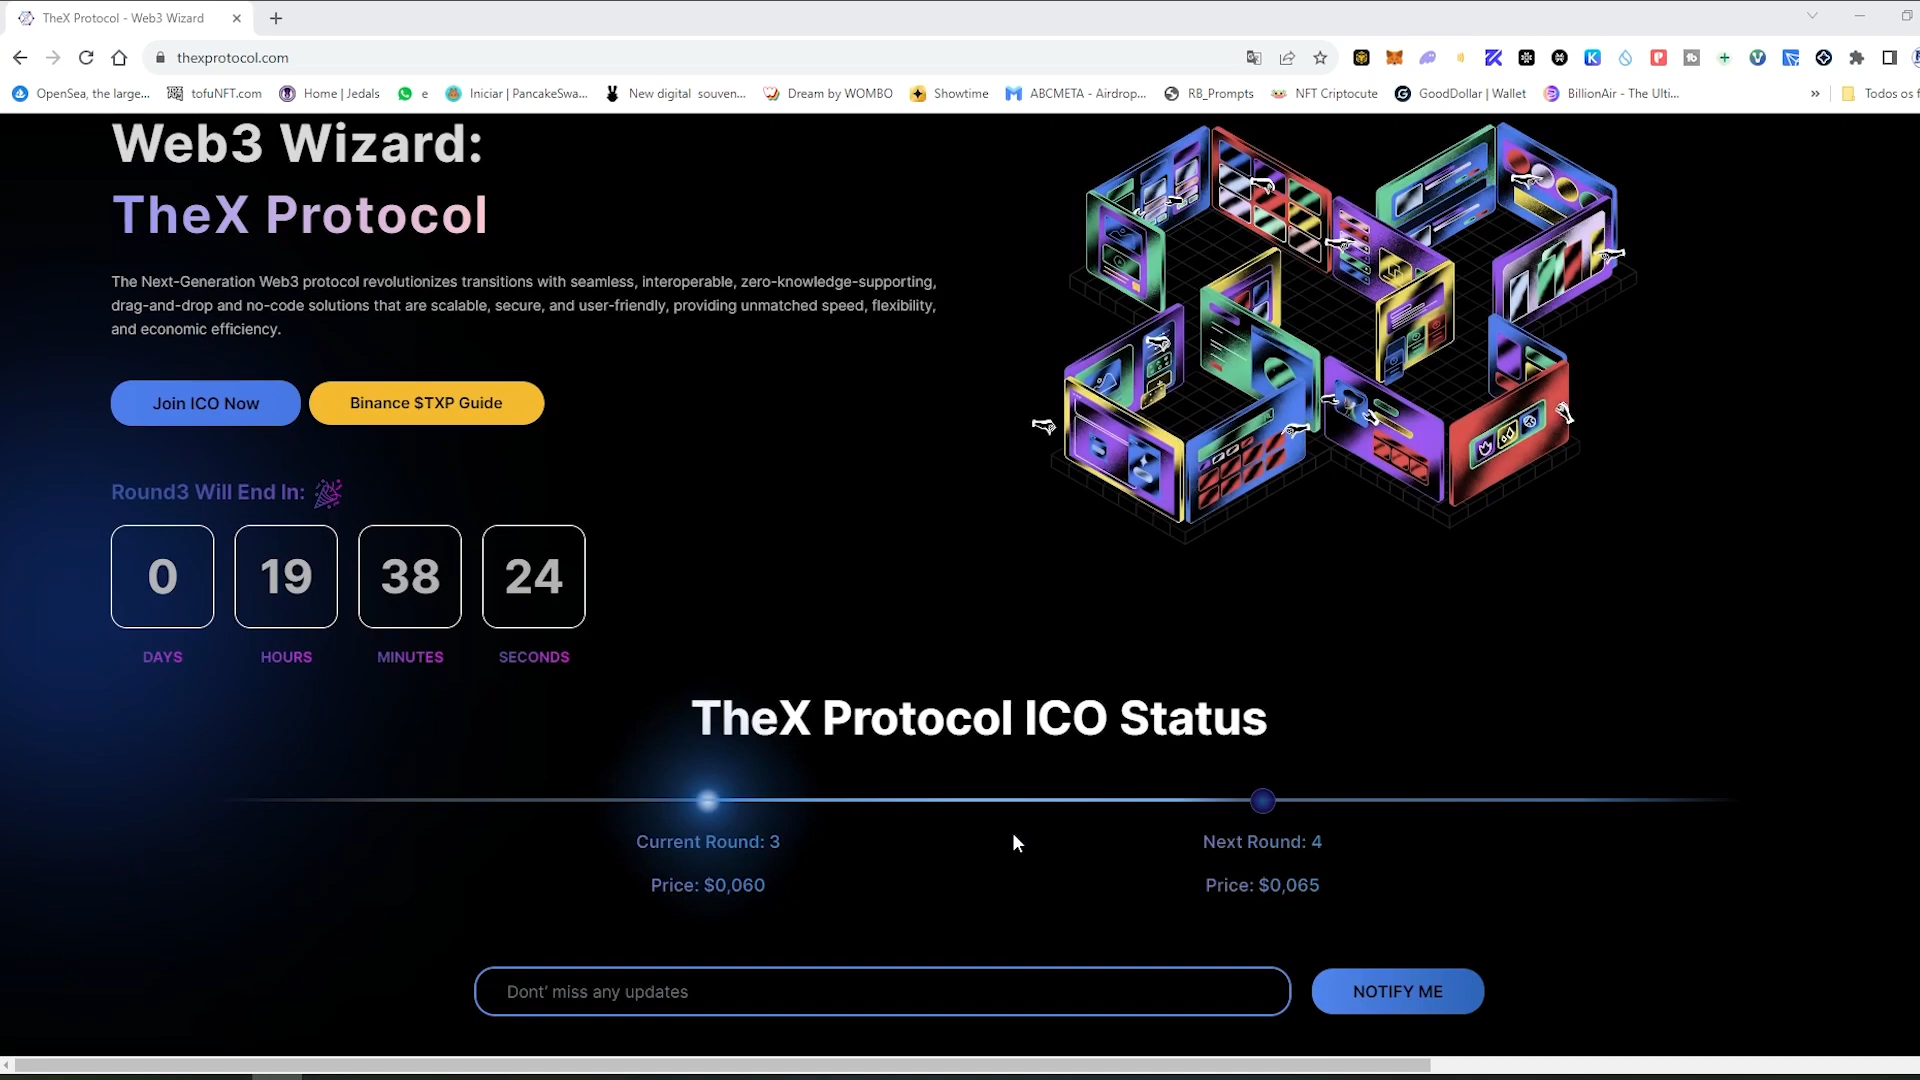 TheX Protocol - Web3 Wizard
thexprotocol.com
OpenSea, the large...
tofuNFT.com
Home | Jedals
e
Iniciar | PancakeSwa...
New digital souven...
Dream by WOMBO
Showtime
ABCMETA - Airdrop...
RB_Prompts
NFT Criptocute
GoodDollar | Wallet
BillionAir - The Ulti...
»
Todos os f
Web3 Wizard:
TheX Protocol
The Next-Generation Web3 protocol revolutionizes transitions with seamless, interoperable, zero-knowledge-supporting,
drag-and-drop and no-code solutions that are scalable, secure, and user-friendly, providing unmatched speed, flexibility,
and economic efficiency.
Join ICO Now
Binance $TXP Guide
Round3 Will End In:
0 19 38 24
DAYS HOURS MINUTES SECONDS
TheX Protocol ICO Status
Current Round: 3
Next Round: 4
Price: $0,060
Price: $0,065
Dont' miss any updates
NOTIFY ME